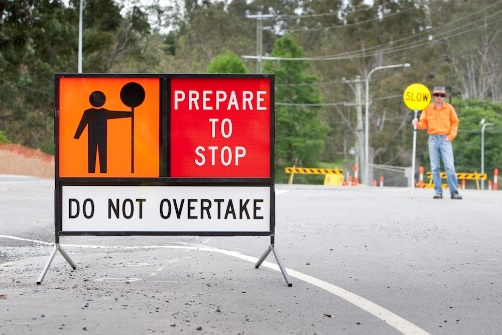 PREPARE
TO
STOP
DO NOT OVERTAKE
SLOW